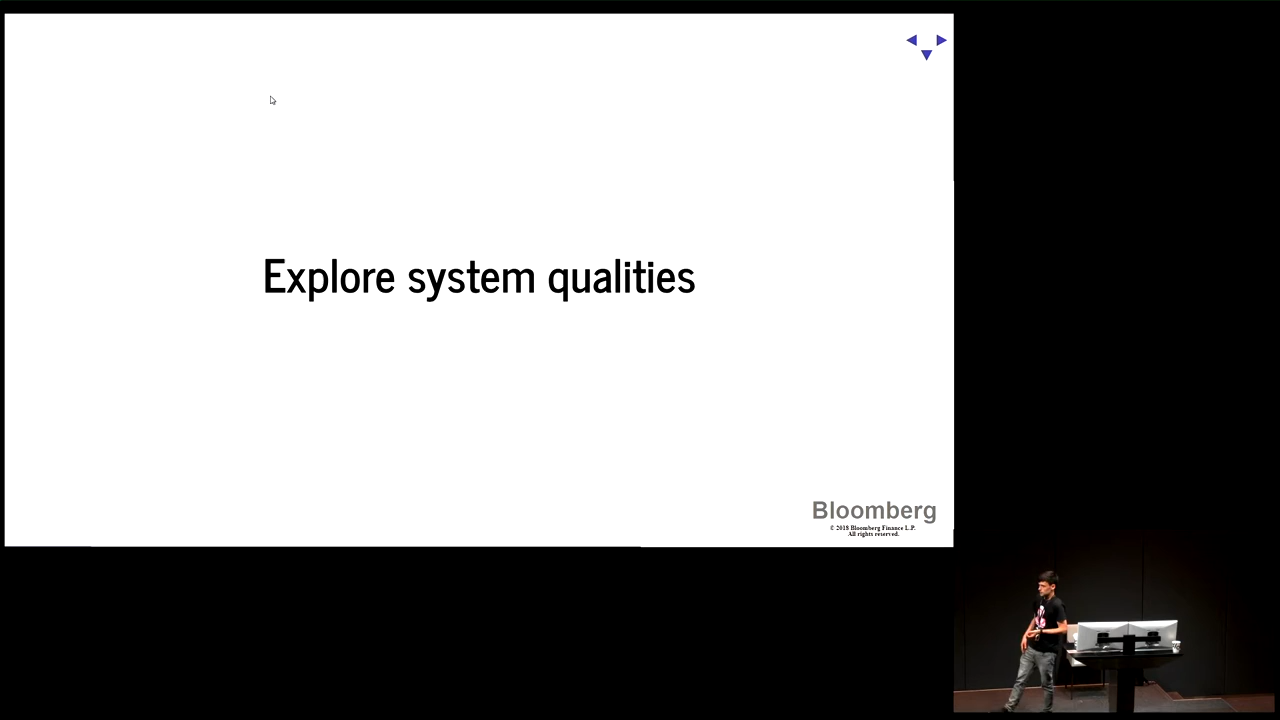 Explore system qualities
Bloomberg
© 2018 Bloomberg Finance L.P.
All rights reserved.